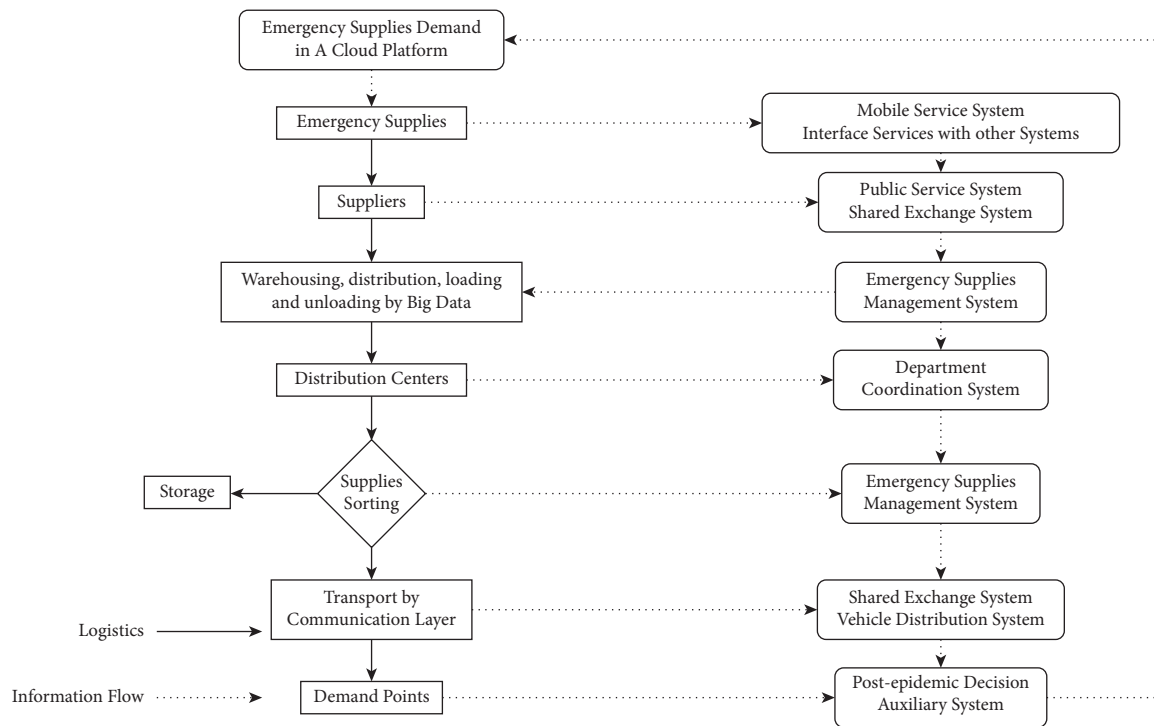 Emergency Supplies Demand
in A Cloud Platform
Emergency Supplies
Mobile Service System
Interface Services with other Systems
Suppliers
Public Service System
Shared Exchange System
Warehousing, distribution, loading
and unloading by Big Data
Emergency Supplies
Management System
Distribution Centers
Department
Coordination System
Storage
Supplies
Sorting
Emergency Supplies
Management System
Transport by
Communication Layer
Shared Exchange System
Vehicle Distribution System
Logistics
Information Flow
Demand Points
Post-epidemic Decision
Auxiliary System